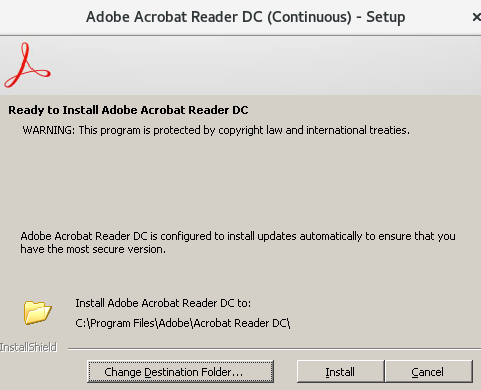 Adobe Acrobat Reader DC (Continuous) - Setup
Ready to Install Adobe Acrobat Reader DC
WARNING: This program is protected by copyright law and international treaties.
Adobe Acrobat Reader DC is configured to install updates automatically to ensure that you
have the most secure version.
Install Adobe Acrobat Reader DC to:
C:\Program Files\Adobe\Acrobat Reader DC\
InstallShield
Change Destination Folder...
Install
Cancel